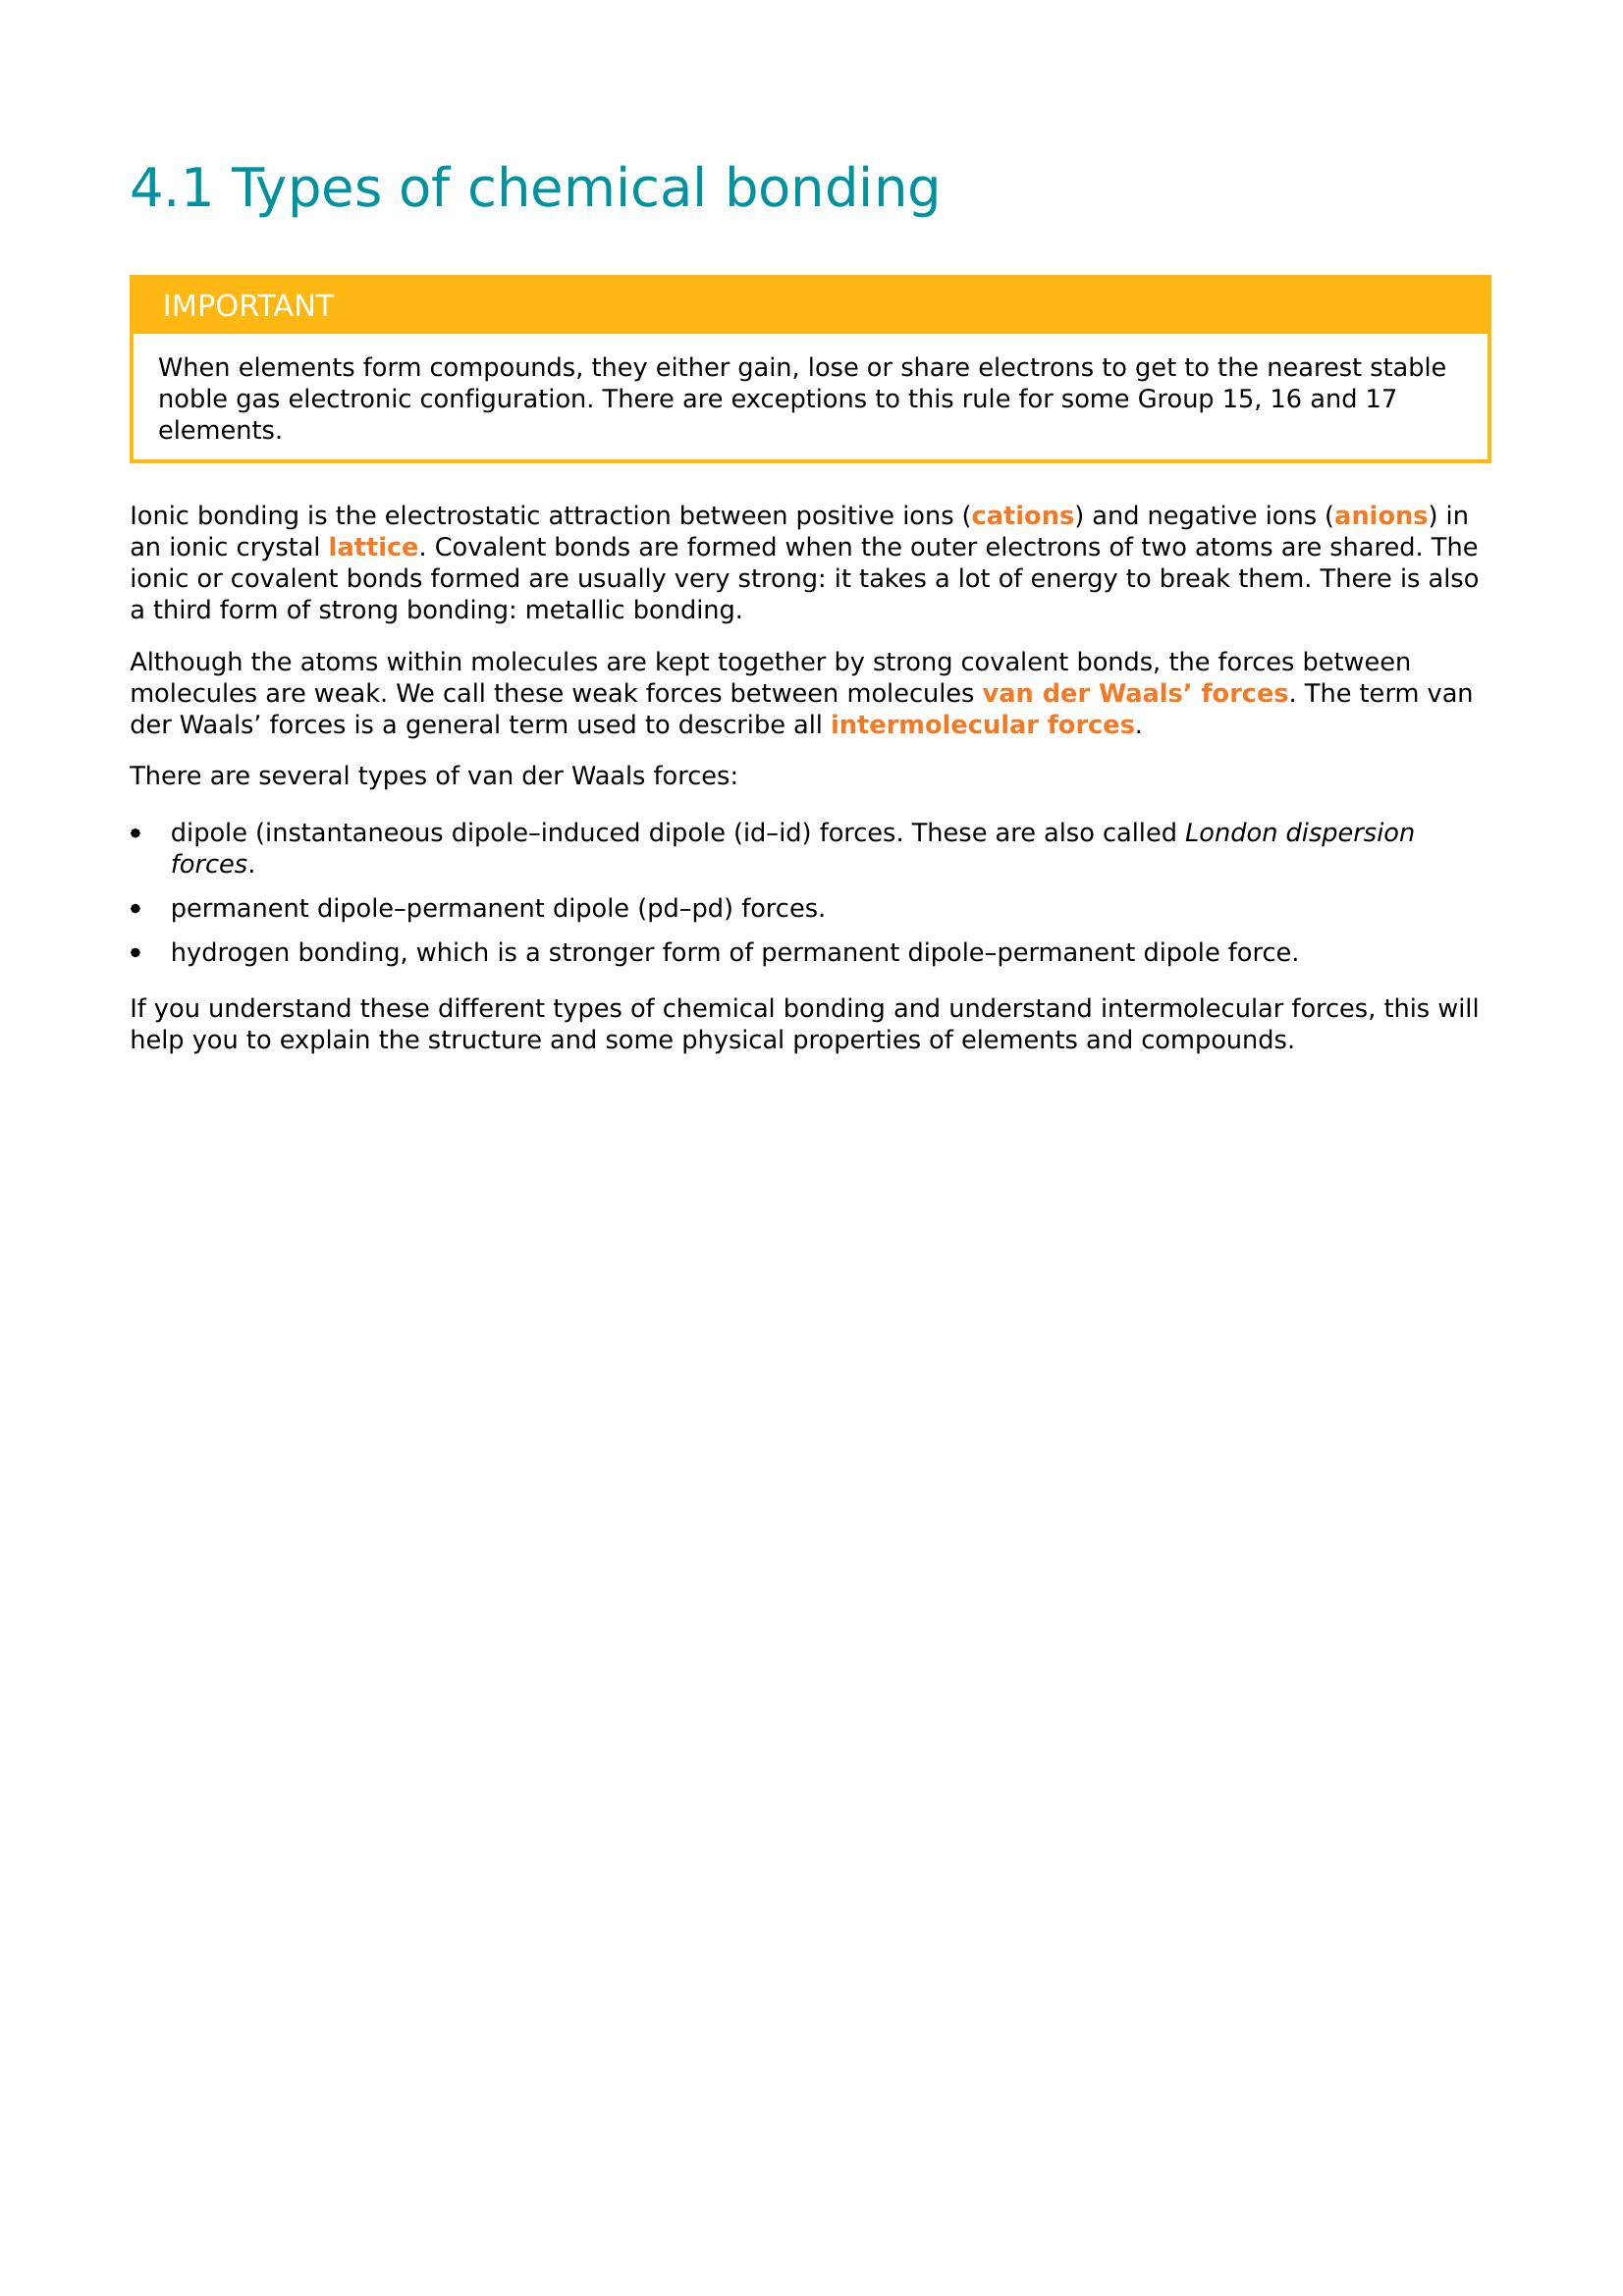 4.1 Types of chemical bonding
IMPORTANT
When elements form compounds, they either gain, lose or share electrons to get to the nearest stable
noble gas electronic configuration. There are exceptions to this rule for some Group 15, 16 and 17
elements.
Ionic bonding is the electrostatic attraction between positive ions (cations) and negative ions (anions) in
an ionic crystal lattice. Covalent bonds are formed when the outer electrons of two atoms are shared. The
ionic or covalent bonds formed are usually very strong: it takes a lot of energy to break them. There is also
a third form of strong bonding: metallic bonding.
Although the atoms within molecules are kept together by strong covalent bonds, the forces between
molecules are weak. We call these weak forces between molecules van der Waals’ forces. The term van
der Waals’ forces is a general term used to describe all intermolecular forces.
There are several types of van der Waals forces:
• dipole (instantaneous dipole–induced dipole (id–id) forces. These are also called London dispersion
forces.
• permanent dipole–permanent dipole (pd–pd) forces.
• hydrogen bonding, which is a stronger form of permanent dipole–permanent dipole force.
If you understand these different types of chemical bonding and understand intermolecular forces, this will
help you to explain the structure and some physical properties of elements and compounds.